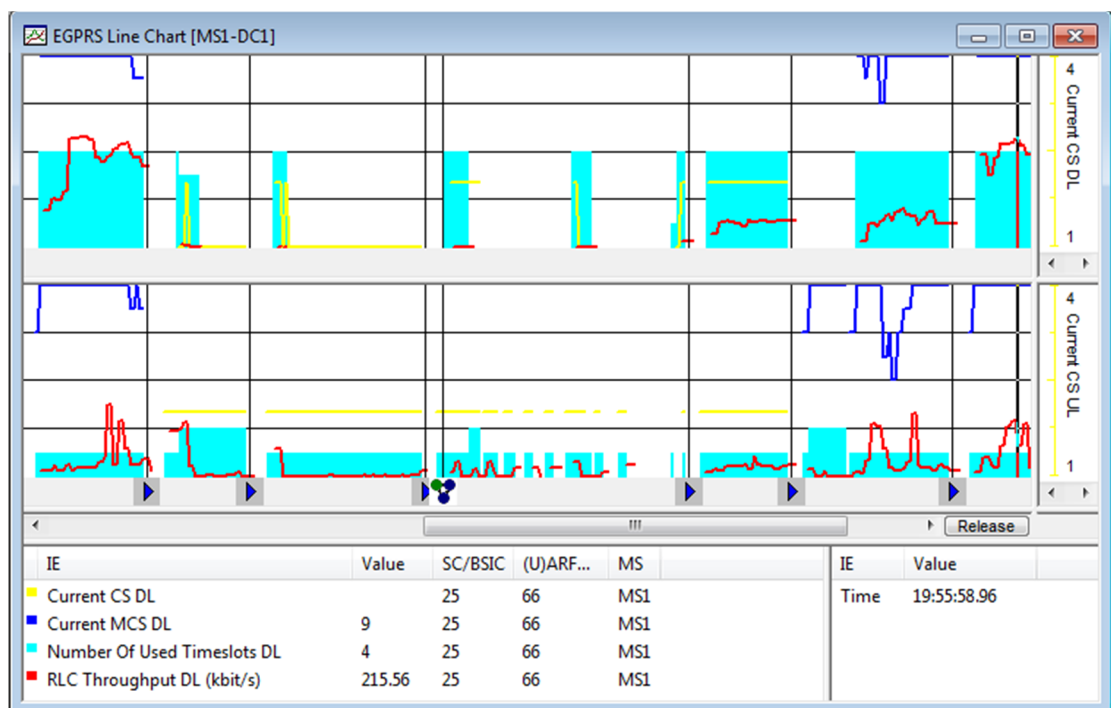 EGPRS Line Chart [MS1-DC1]
4
Current CS DL
1
4
Current CS UL
1
Release
IE Value SC/BSIC (U)ARF... MS IE Value
Current CS DL 25 66 MS1 Time 19:55:58.96
Current MCS DL 9 25 66 MS1
Number Of Used Timeslots DL 4 25 66 MS1
RLC Throughput DL (kbit/s) 215.56 25 66 MS1